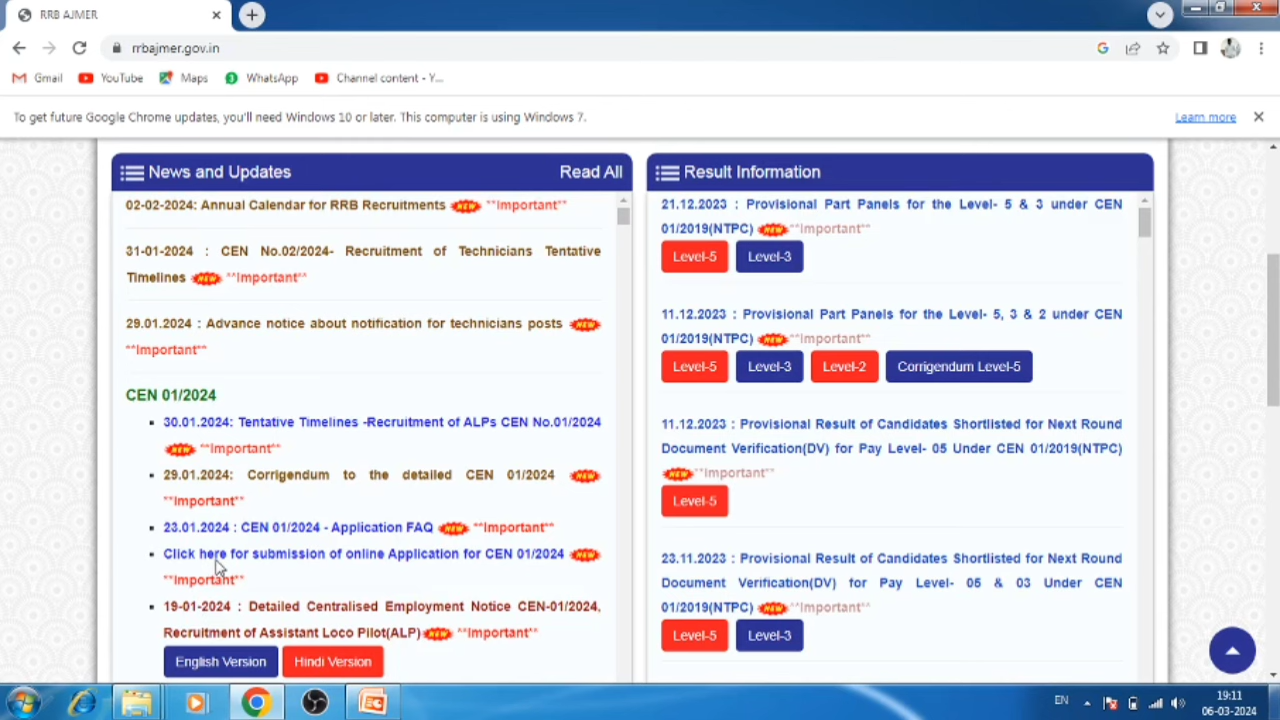 RRB AJMER
rrbajmer.gov.in
Gmail YouTube Maps WhatsApp Channel content - Y...
To get future Google Chrome updates, you'll need Windows 10 or later. This computer is using Windows 7. Learn more
News and Updates Read All
02-02-2024: Annual Calendar for RRB Recruitments NEW **Important**
31-01-2024 : CEN No.02/2024- Recruitment of Technicians Tentative
Timelines NEW **Important**
29.01.2024 : Advance notice about notification for technicians posts NEW
**Important**
CEN 01/2024
30.01.2024: Tentative Timelines -Recruitment of ALPs CEN No.01/2024
NEW **Important**
29.01.2024: Corrigendum to the detailed CEN 01/2024 NEW
**Important**
23.01.2024 : CEN 01/2024 - Application FAQ NEW **Important**
Click here for submission of online Application for CEN 01/2024 NEW
**Important**
19-01-2024 : Detailed Centralised Employment Notice CEN-01/2024,
Recruitment of Assistant Loco Pilot(ALP) NEW **Important**
English Version Hindi Version
Result Information
21.12.2023 : Provisional Part Panels for the Level- 5 & 3 under CEN
01/2019(NTPC) NEW **Important**
Level-5 Level-3
11.12.2023 : Provisional Part Panels for the Level- 5, 3 & 2 under CEN
01/2019(NTPC) NEW **Important**
Level-5 Level-3 Level-2 Corrigendum Level-5
11.12.2023 : Provisional Result of Candidates Shortlisted for Next Round
Document Verification(DV) for Pay Level- 05 Under CEN 01/2019(NTPC)
NEW **Important**
Level-5
23.11.2023 : Provisional Result of Candidates Shortlisted for Next Round
Document Verification(DV) for Pay Level- 06 & 03 Under CEN
01/2019(NTPC) NEW **Important**
Level-5 Level-3
EN
19:11
06-03-2024